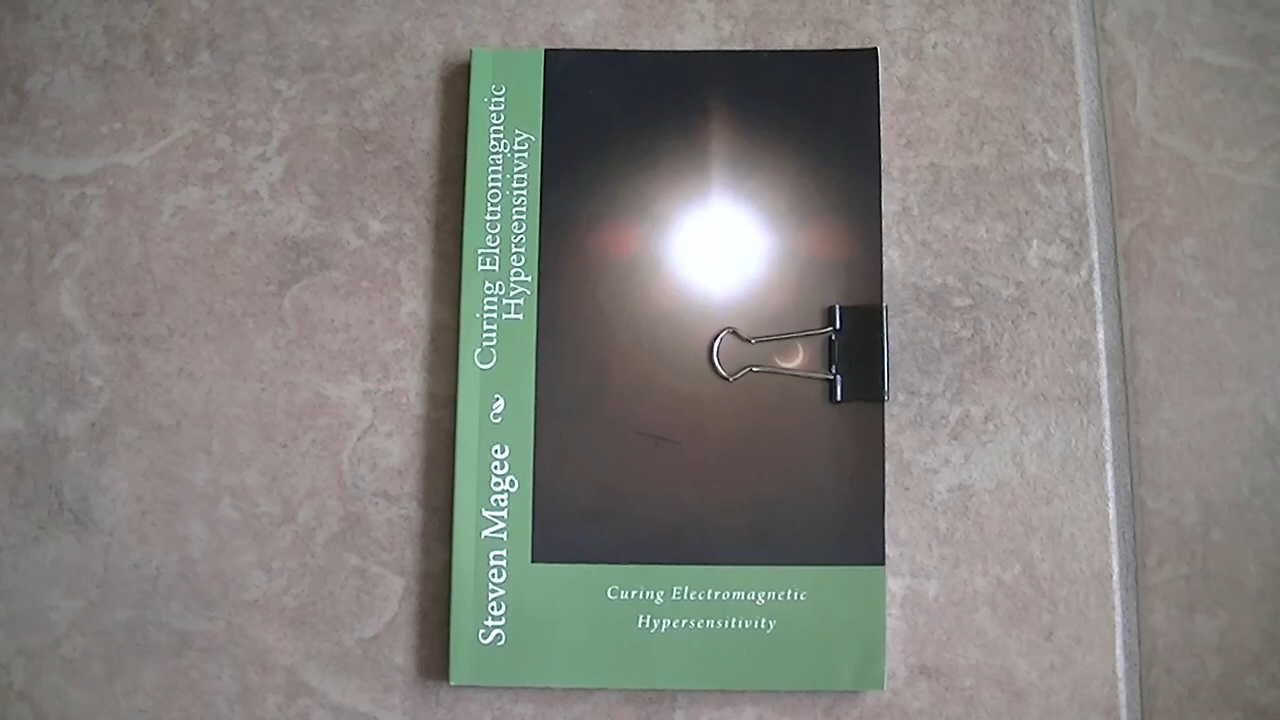 Steven Magee
Curing Electromagnetic
Hypersensitivity
Curing Electromagnetic
Hypersensitivity